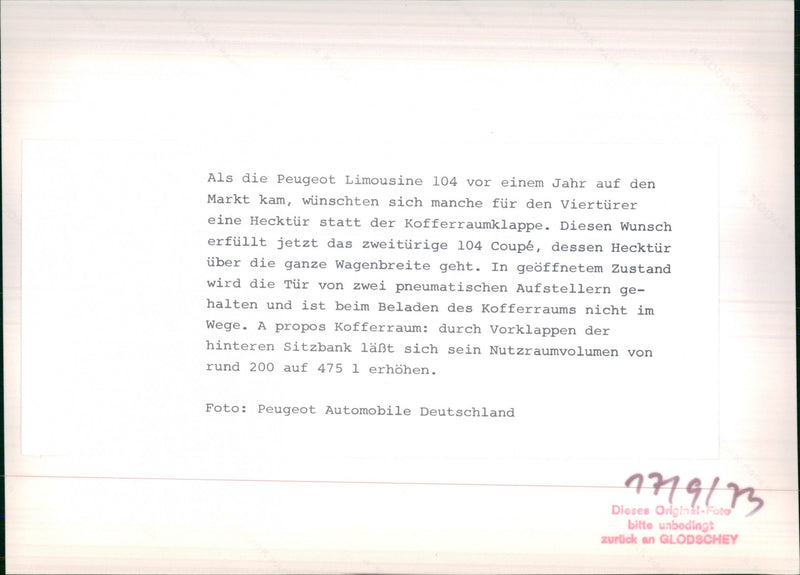 Als die Peugeot Limousine 104 vor einem Jahr auf den
Markt kam, wünschten sich manche für den Viertürer
eine Hecktür statt der Kofferraumklappe. Diesen Wunsch
erfüllt jetzt das zweitürige 104 Coupé, dessen Hecktür
über die ganze Wagenbreite geht. In geöffnetem Zustand
wird die Tür von zwei pneumatischen Aufstellern ge-
halten und ist beim Beladen des Kofferraums nicht im
Wege. A propos Kofferraum: durch Vorklappen der
hinteren Sitzbank läßt sich sein Nutzraumvolumen von
rund 200 auf 475 l erhöhen.
Foto: Peugeot Automobile Deutschland
17/9/73
Dieses Original-Foto
bitte unbedingt
zurück an GLODSCHEY